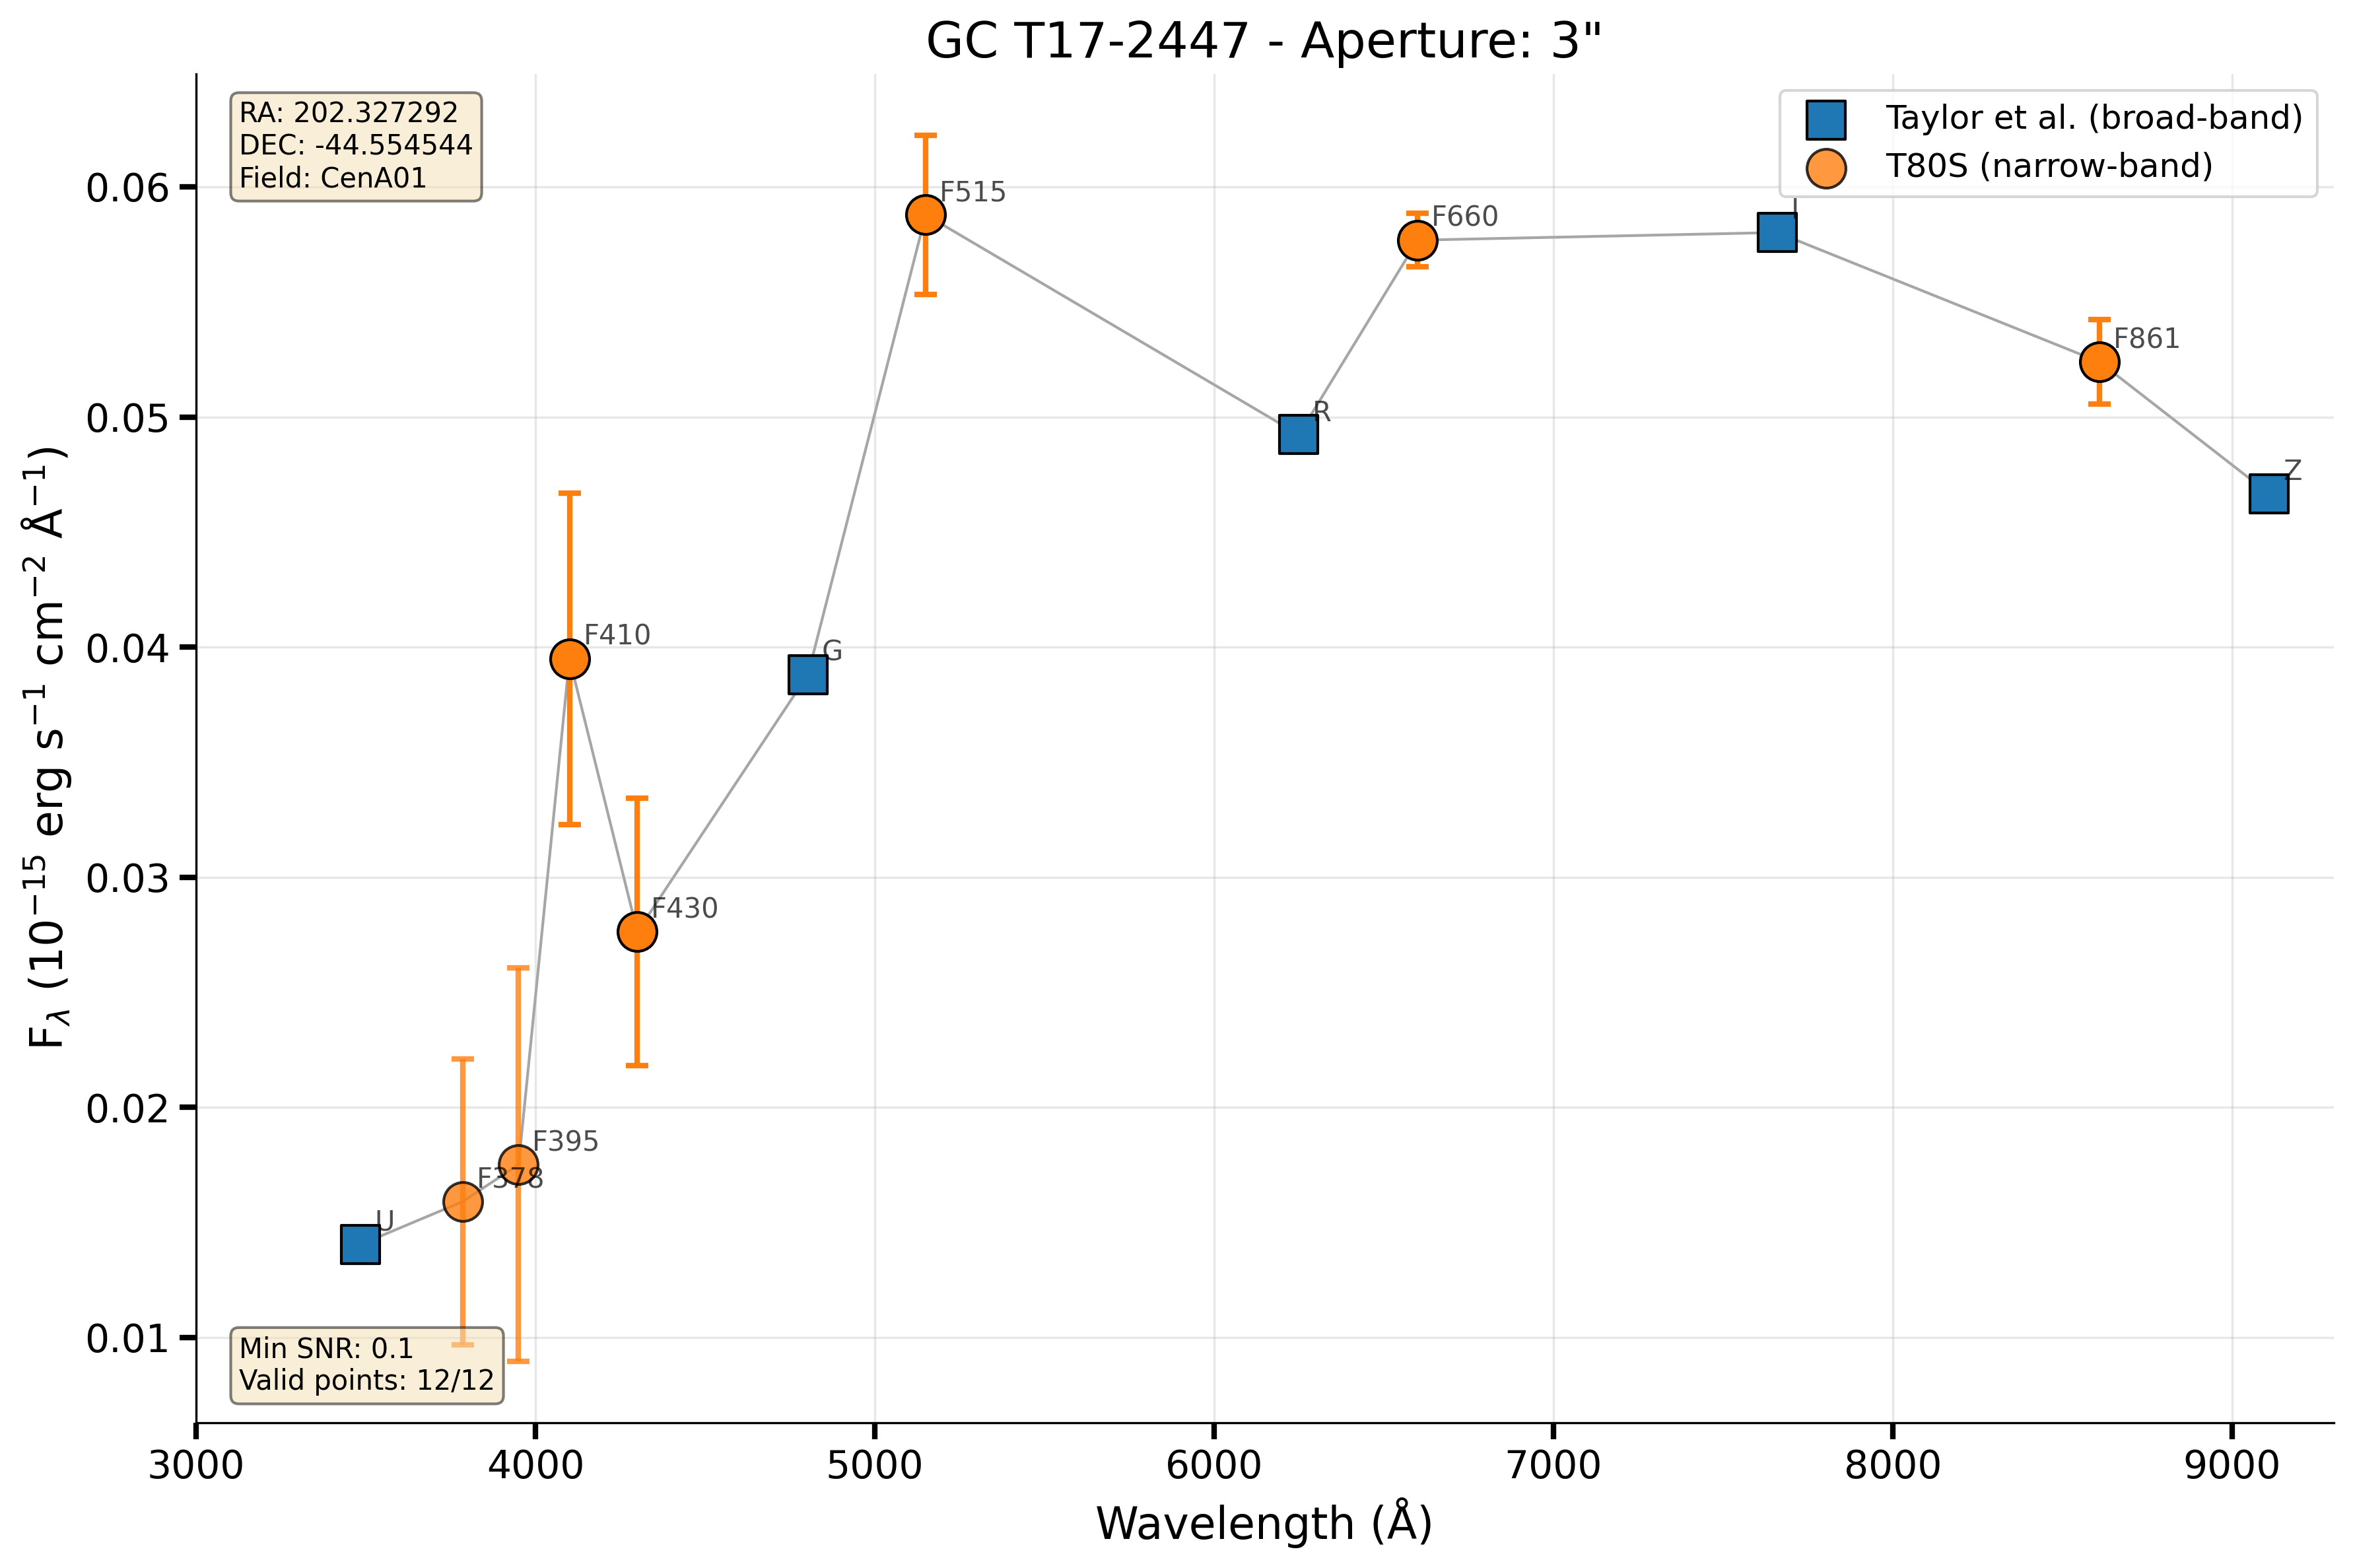 GC T17-2447 - Aperture: 3"
RA: 202.327292
DEC: -44.554544
Field: CenA01
Taylor et al. (broad-band)
T80S (narrow-band)
F515
F660
I
F861
R
Z
F410
G
F430
F395
F378
U
Min SNR: 0.1
Valid points: 12/12
0.06
0.05
0.04
0.03
0.02
0.01
F_λ (10⁻¹⁵ erg s⁻¹ cm⁻² Å⁻¹)
3000 4000 5000 6000 7000 8000 9000
Wavelength (Å)